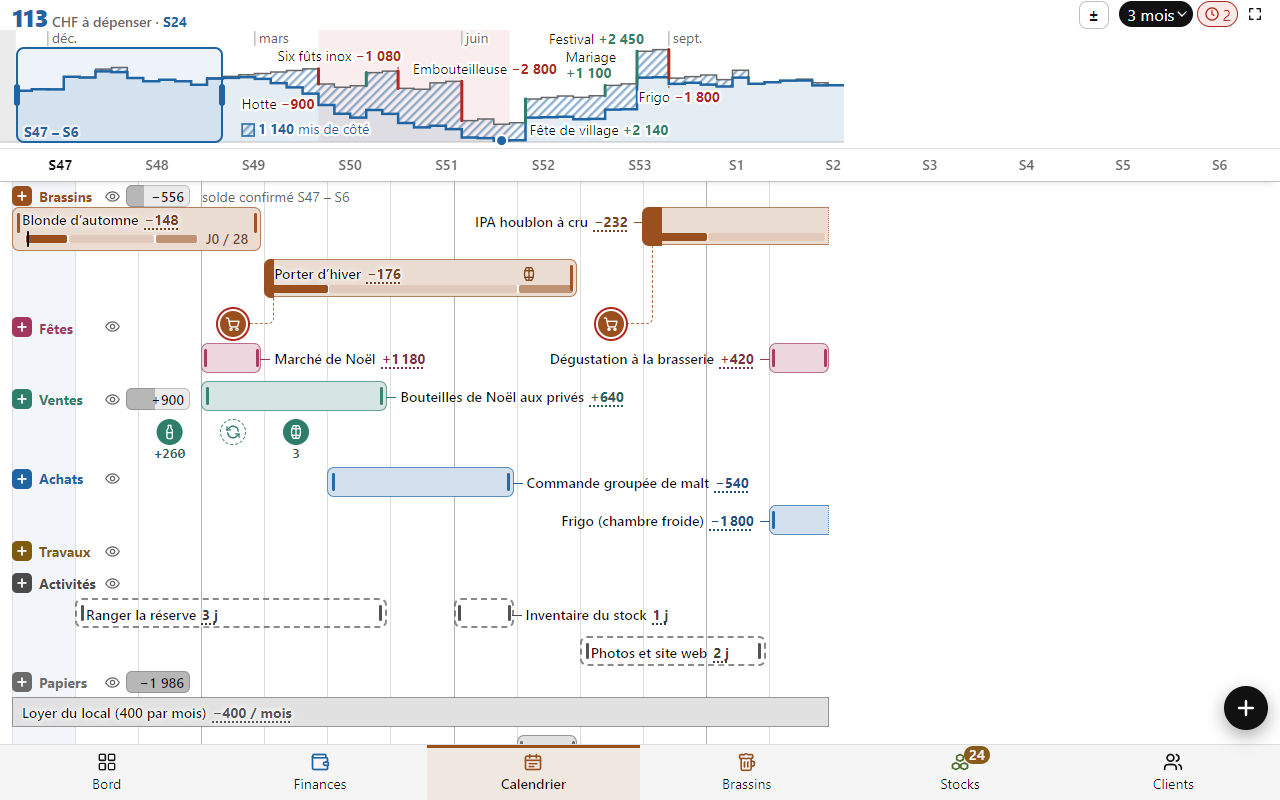 113 CHF à dépenser · S24
±
3 mois
2
déc.
mars
juin
sept.
Six fûts inox −1 080
Embouteilleuse −2 800
Festival +2 450
Mariage
+1 100
Hotte −900
Frigo −1 800
S47 – S6
1 140 mis de côté
Fête de village +2 140
S47 S48 S49 S50 S51 S52 S53 S1 S2 S3 S4 S5 S6
Brassins −556 solde confirmé S47 – S6
Blonde d’automne −148
J0 / 28
IPA houblon à cru −232
Porter d’hiver −176
Fêtes
Marché de Noël +1 180
Dégustation à la brasserie +420
Ventes +900
Bouteilles de Noël aux privés +640
+260
3
Achats
Commande groupée de malt −540
Frigo (chambre froide) −1 800
Travaux
Activités
Ranger la réserve 3 j
Inventaire du stock 1 j
Photos et site web 2 j
Papiers −1 986
Loyer du local (400 par mois) −400 / mois
+
Bord
Finances
Calendrier
Brassins
24
Stocks
Clients